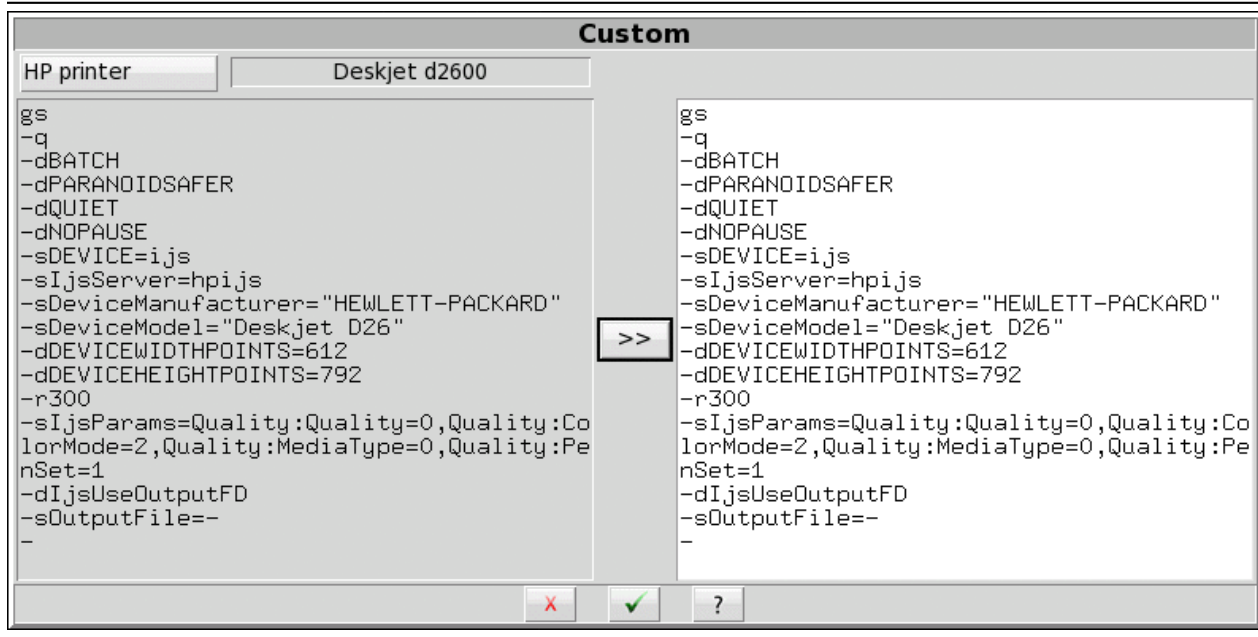 Custom
HP printer
Deskjet d2600
gs
-q
-dBATCH
-dPARANOIDSAFER
-dQUIET
-dNOPAUSE
-sDEVICE=ijs
-sIjsServer=hpijs
-sDeviceManufacturer="HEWLETT-PACKARD"
-sDeviceModel="Deskjet D26"
-dDEVICEWIDTHPOINTS=612
-dDEVICEHEIGHTPOINTS=792
-r300
-sIjsParams=Quality:Quality=0,Quality:Co
lorMode=2,Quality:MediaType=0,Quality:Pe
nSet=1
-dIjsUseOutputFD
-sOutputFile=-
-
>>
gs
-q
-dBATCH
-dPARANOIDSAFER
-dQUIET
-dNOPAUSE
-sDEVICE=ijs
-sIjsServer=hpijs
-sDeviceManufacturer="HEWLETT-PACKARD"
-sDeviceModel="Deskjet D26"
-dDEVICEWIDTHPOINTS=612
-dDEVICEHEIGHTPOINTS=792
-r300
-sIjsParams=Quality:Quality=0,Quality:Co
lorMode=2,Quality:MediaType=0,Quality:Pe
nSet=1
-dIjsUseOutputFD
-sOutputFile=-
-
X
?